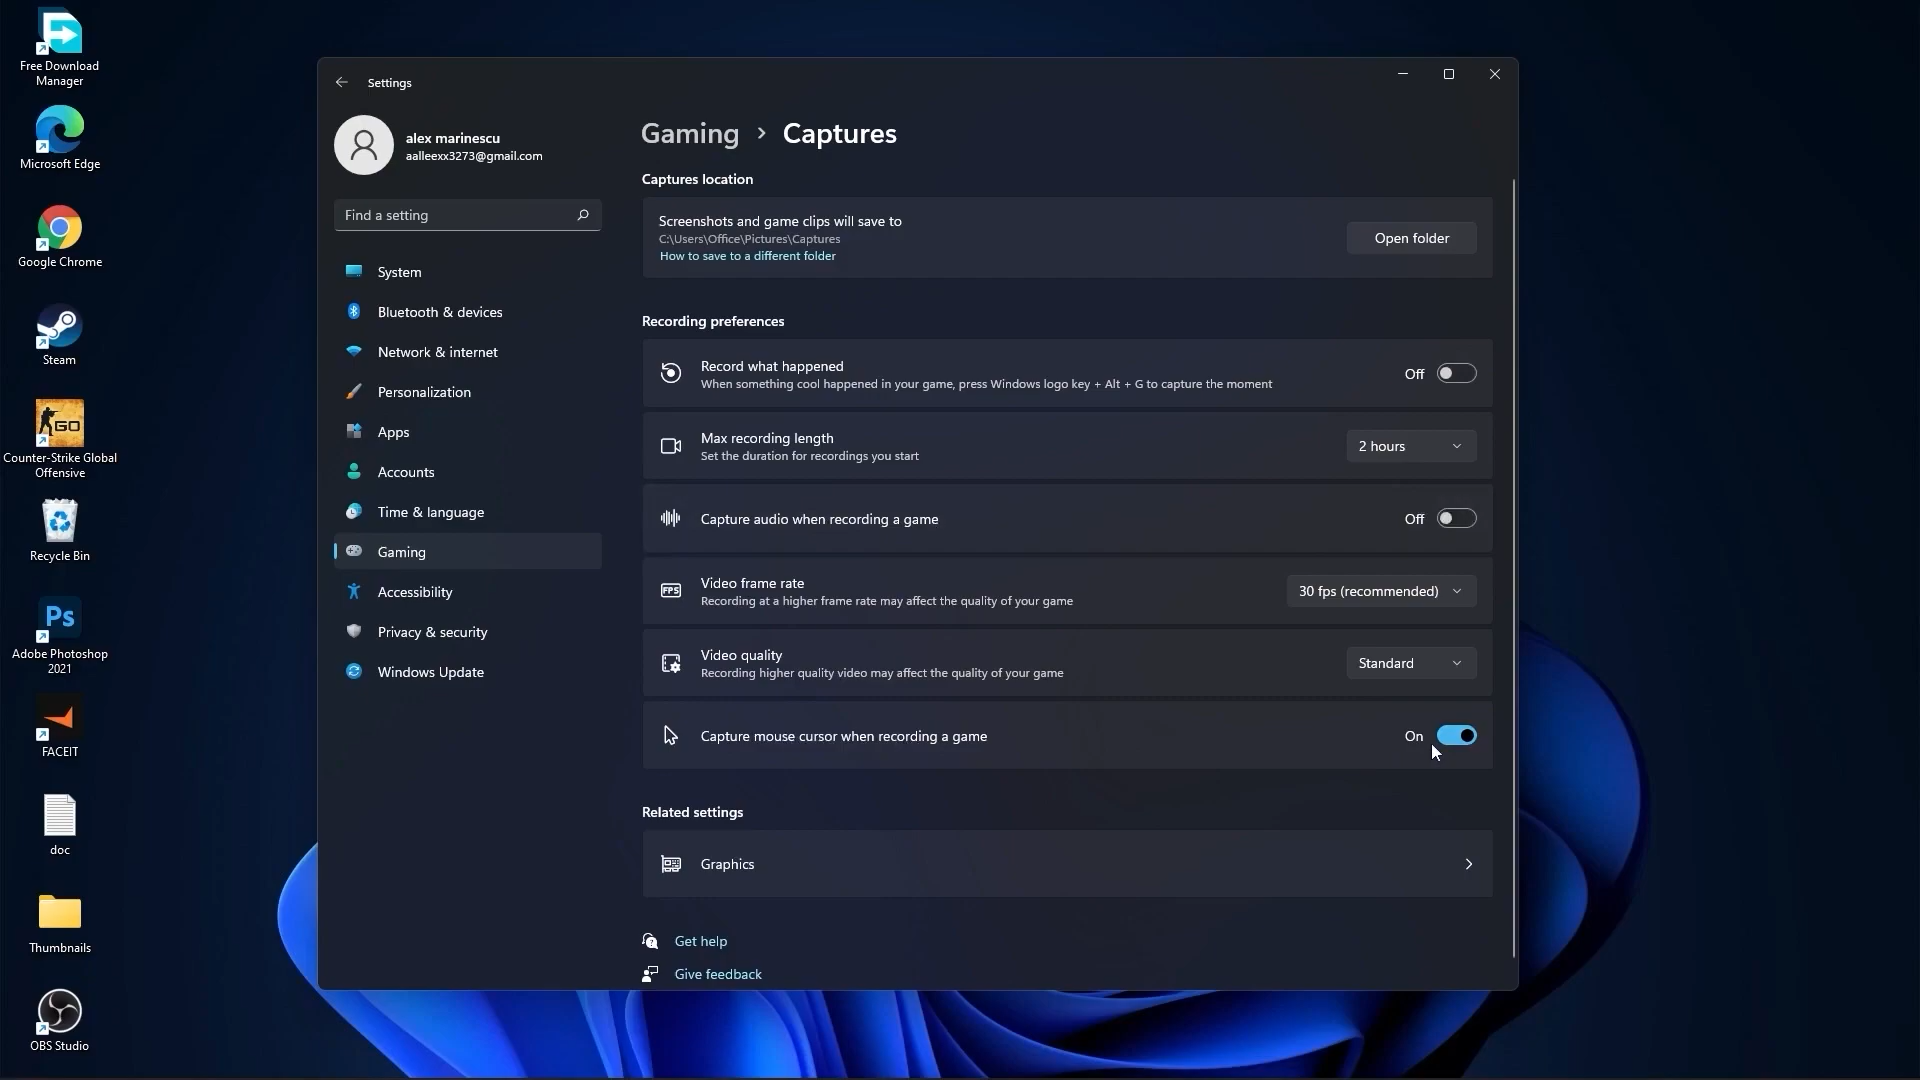 Free Download
Manager
Microsoft Edge
Google Chrome
Steam
GO
Counter-Strike Global
Offensive
Recycle Bin
Ps
Adobe Photoshop
2021
FACEIT
doc
Thumbnails
OBS Studio
Settings
alex marinescu
aalleexx3273@gmail.com
Find a setting
System
Bluetooth & devices
Network & internet
Personalization
Apps
Accounts
Time & language
Gaming
Accessibility
Privacy & security
Windows Update
Gaming › Captures
Captures location
Screenshots and game clips will save to
C:\Users\Office\Pictures\Captures
How to save to a different folder
Open folder
Recording preferences
Record what happened
When something cool happened in your game, press Windows logo key + Alt + G to capture the moment
Off
Max recording length
Set the duration for recordings you start
2 hours
Capture audio when recording a game
Off
FPS
Video frame rate
Recording at a higher frame rate may affect the quality of your game
30 fps (recommended)
Video quality
Recording higher quality video may affect the quality of your game
Standard
Capture mouse cursor when recording a game
On
Related settings
Graphics
Get help
Give feedback